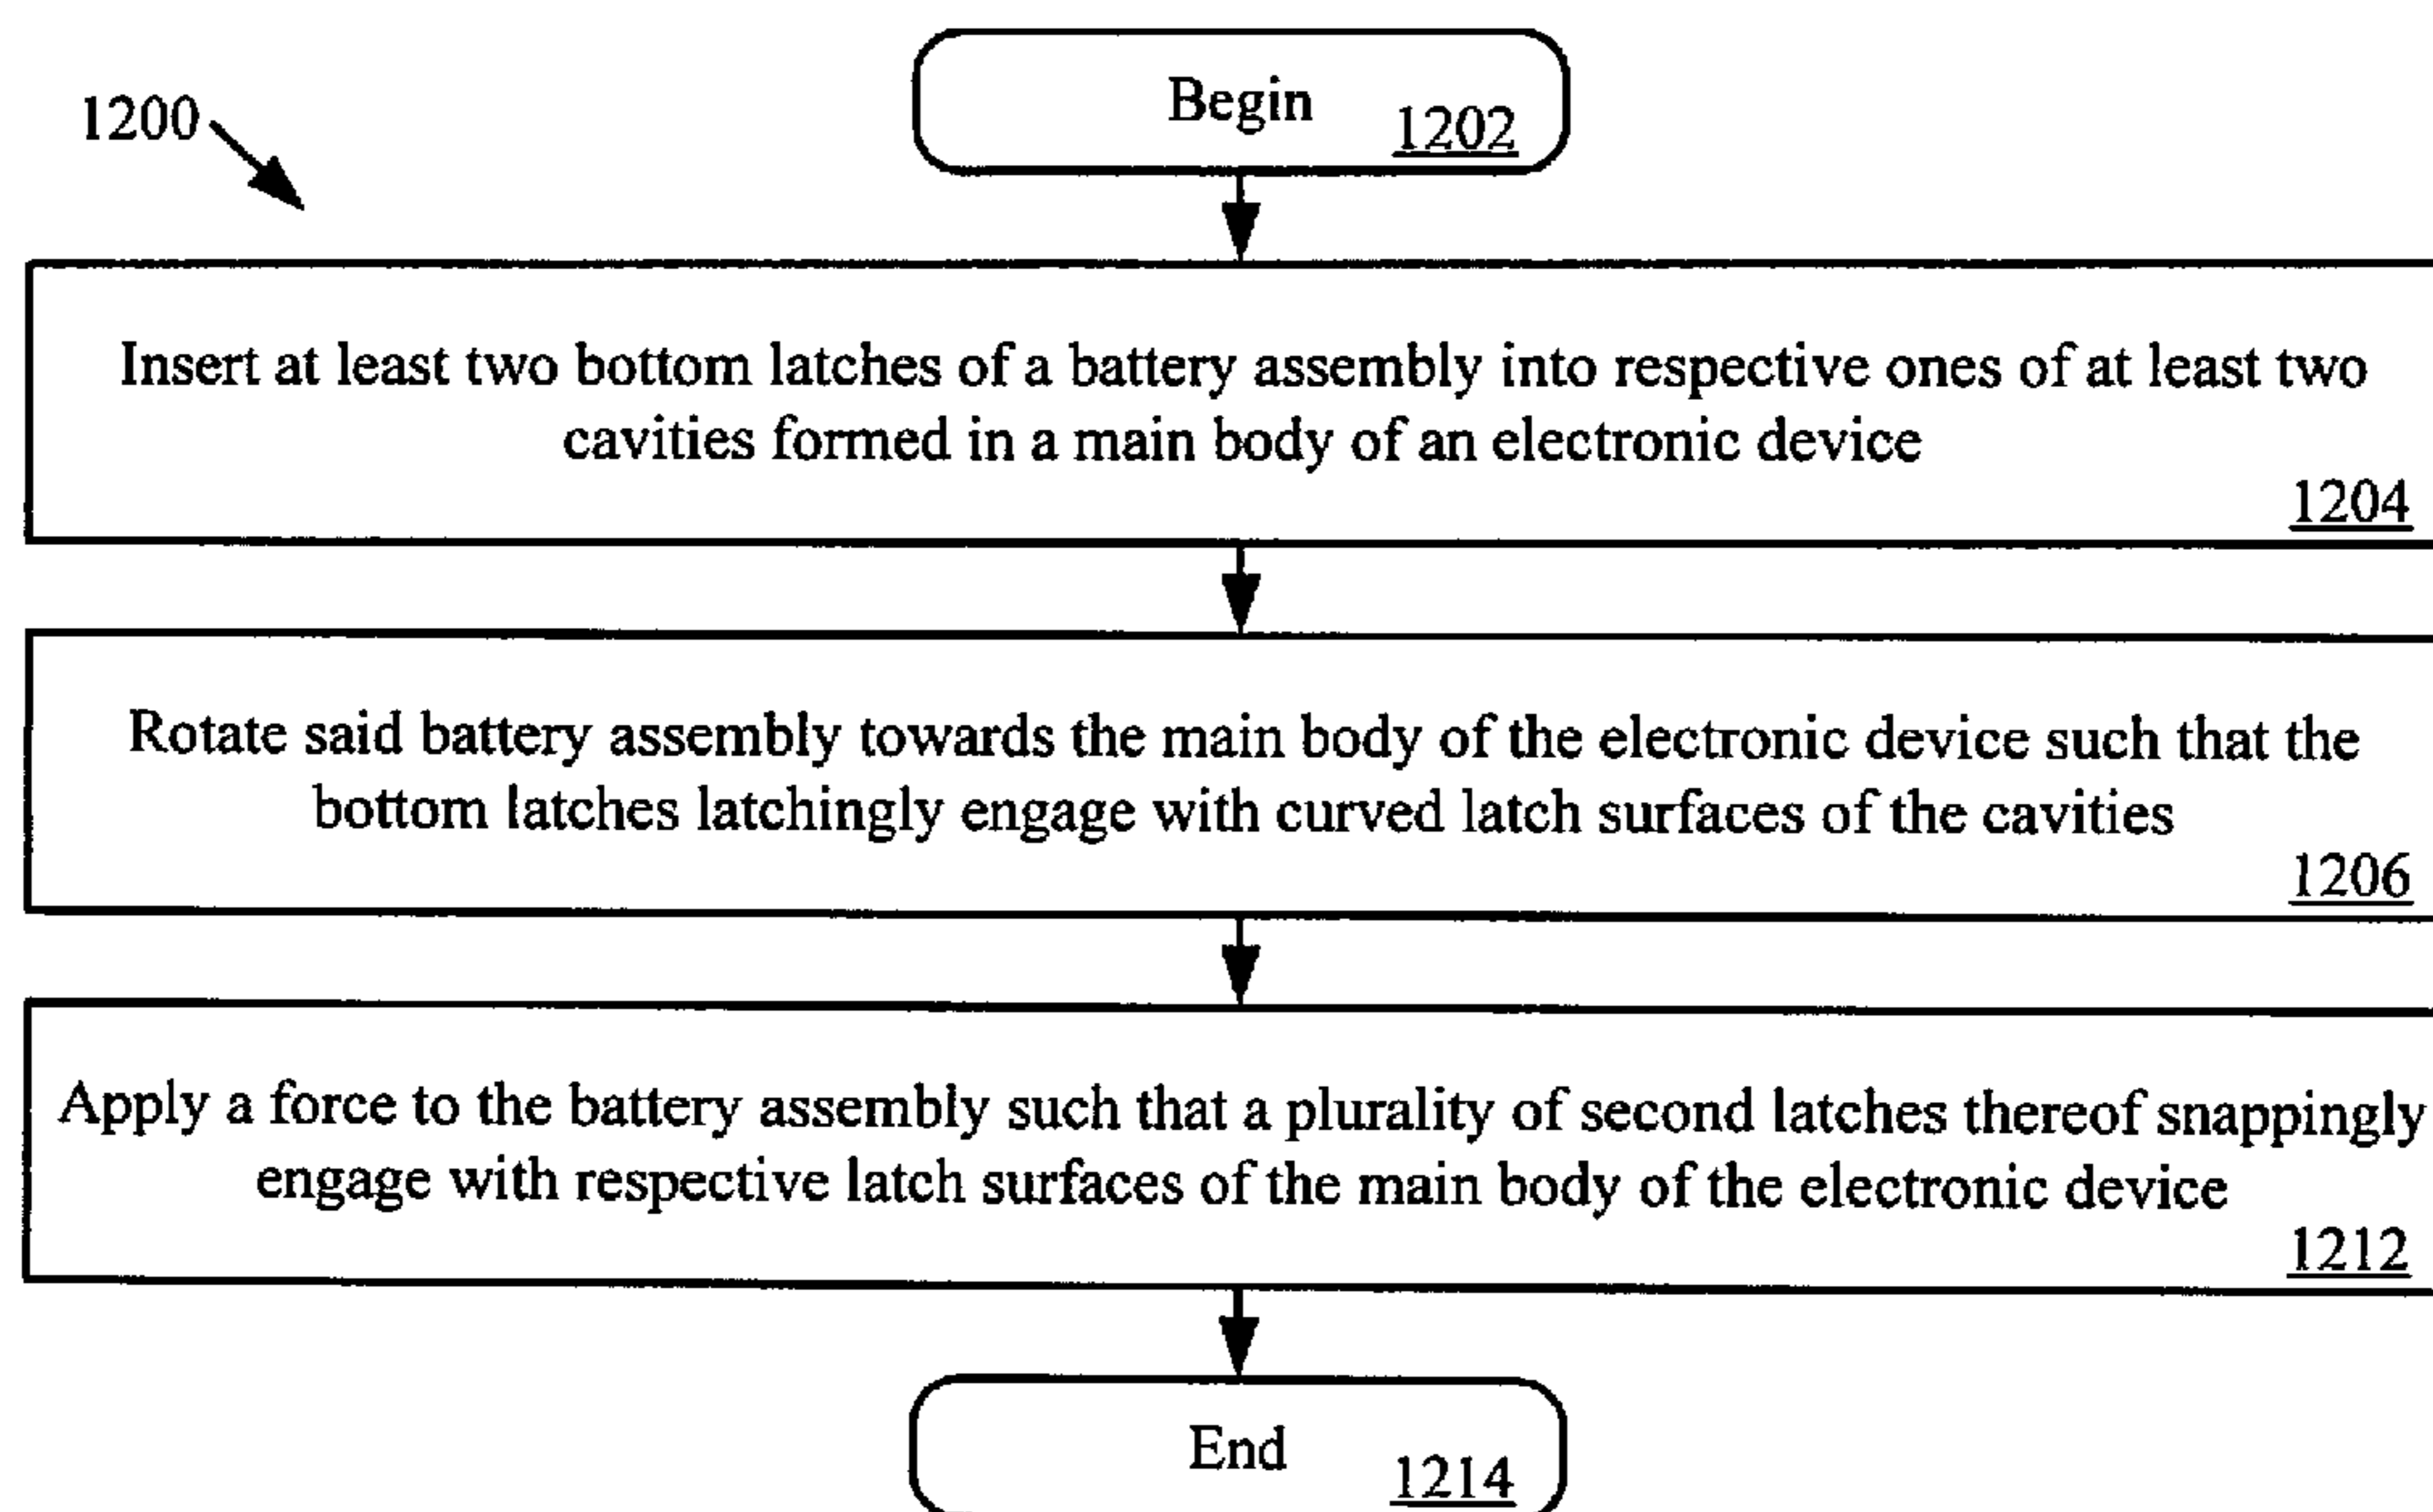 1200
Begin
1202
Insert at least two bottom latches of a battery assembly into respective ones of at least two
cavities formed in a main body of an electronic device
1204
Rotate said battery assembly towards the main body of the electronic device such that the
bottom latches latchingly engage with curved latch surfaces of the cavities
1206
Apply a force to the battery assembly such that a plurality of second latches thereof snappingly
engage with respective latch surfaces of the main body of the electronic device
1212
End
1214